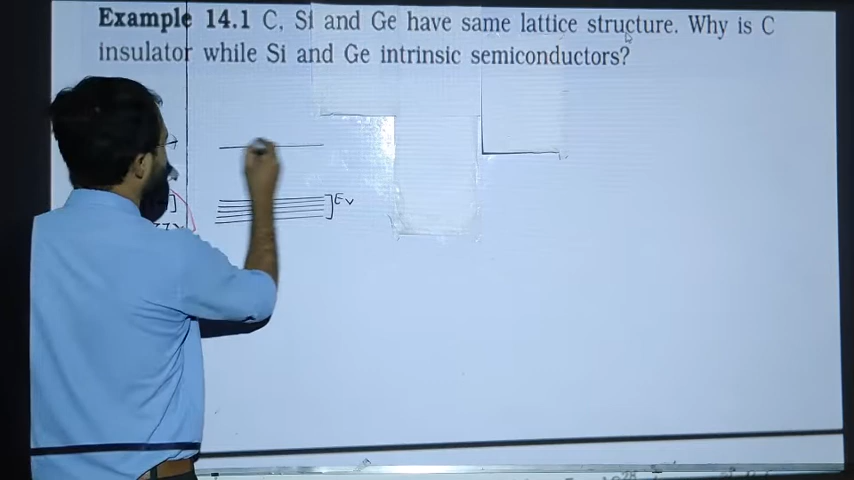 Example 14.1 C, Si and Ge have same lattice structure. Why is C
insulator while Si and Ge intrinsic semiconductors?
Ev